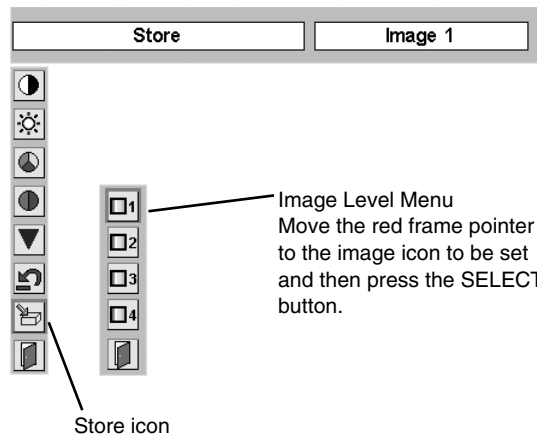 Store
Image 1
1
2
3
4
Image Level Menu
Move the red frame pointer
to the image icon to be set
and then press the SELECT
button.
Store icon